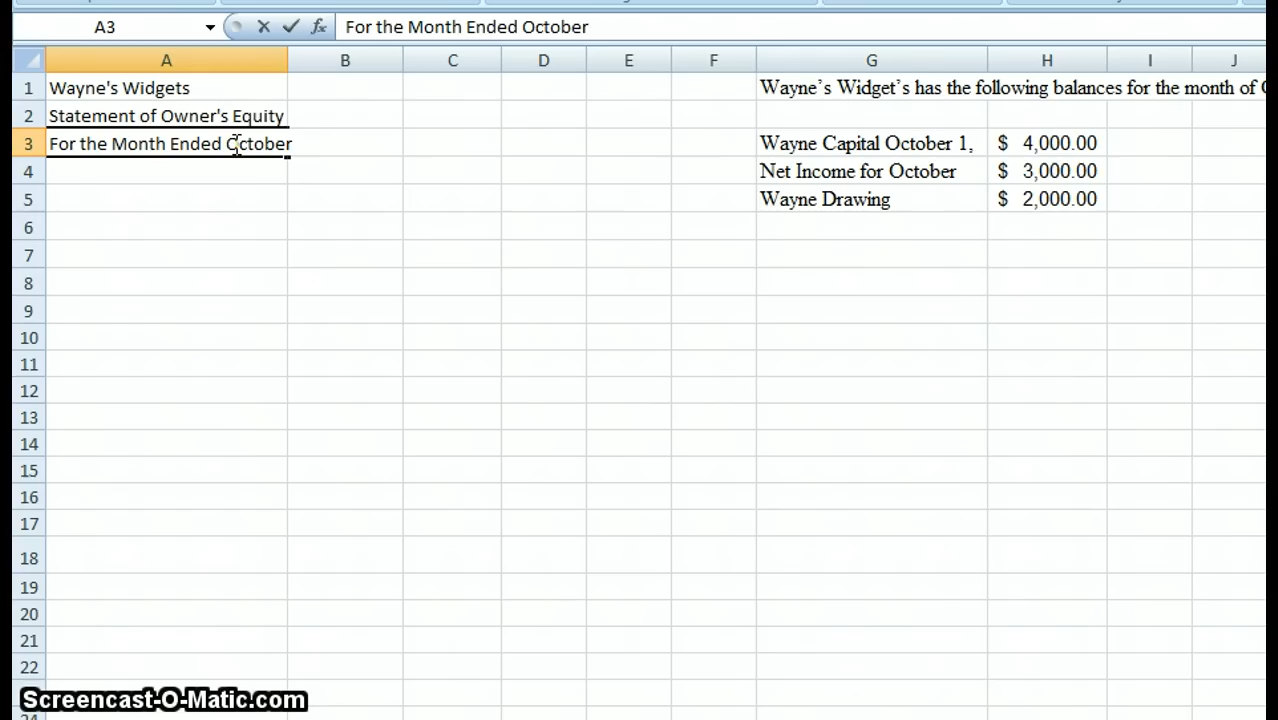 A3 fx For the Month Ended October
A B C D E F G H I J
1 Wayne's Widgets Wayne’s Widget’s has the following balances for the month of
2 Statement of Owner's Equity
3 For the Month Ended October Wayne Capital October 1, $ 4,000.00
4 Net Income for October $ 3,000.00
5 Wayne Drawing $ 2,000.00
6
7
8
9
10
11
12
13
14
15
16
17
18
19
20
21
22
Screencast-O-Matic.com